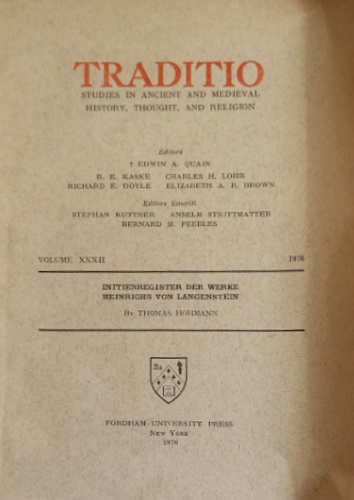 TRADITIO
STUDIES IN ANCIENT AND MEDIEVAL
HISTORY, THOUGHT, AND RELIGION
Editors
† EDWIN A. QUAIN
R. E. KASKE CHARLES H. LOHR
RICHARD E. DOYLE ELIZABETH A. R. BROWN
Editors Emeriti
STEPHAN KUTTNER ANSELM STRITTMATTER
BERNARD M. PEEBLES
VOLUME XXXII 1976
INITIENREGISTER DER WERKE
HEINRICHS VON LANGENSTEIN
By THOMAS HOHMANN
FORDHAM UNIVERSITY PRESS
NEW YORK
1976